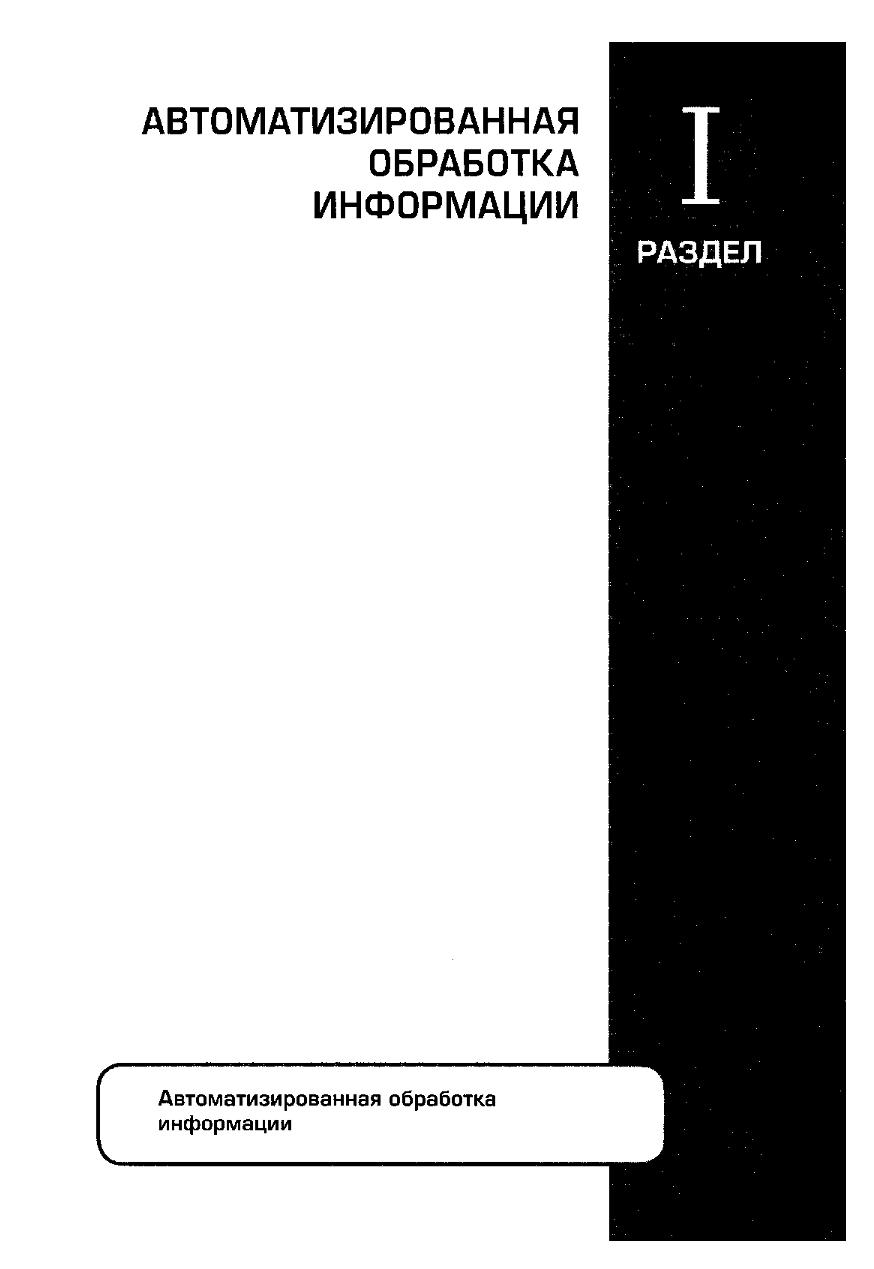 АВТОМАТИЗИРОВАННАЯ
ОБРАБОТКА
ИНФОРМАЦИИ
I
РАЗДЕЛ
Автоматизированная обработка
информации